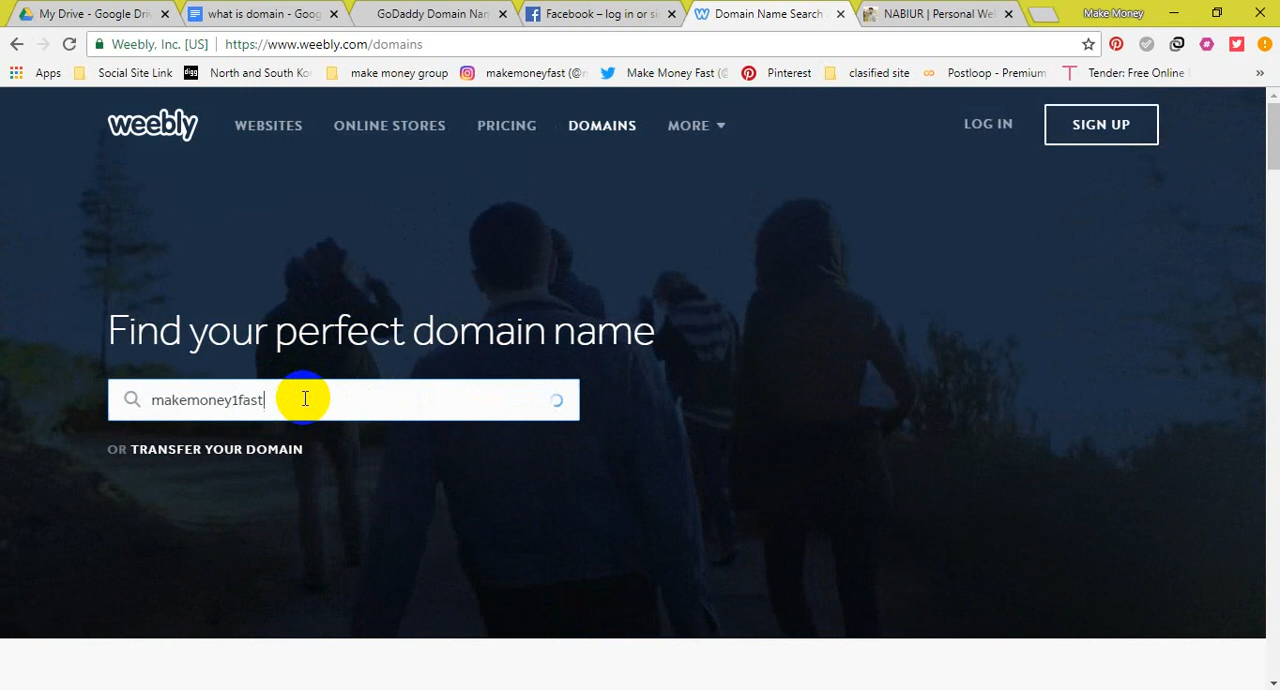 My Drive - Google Dri
what is domain - Goog
GoDaddy Domain Nan
Facebook – log in or si
Domain Name Search
NABIUR | Personal We
Make Money
Weebly, Inc. [US]
https://www.weebly.com/domains
Apps
Social Site Link
digg
North and South Ko
make money group
makemoneyfast (@r
Make Money Fast (@
Pinterest
clasified site
Postloop - Premium
Tender: Free Online
»
weebly
WEBSITES
ONLINE STORES
PRICING
DOMAINS
MORE
LOG IN
SIGN UP
Find your perfect domain name
makemoney1fast
OR TRANSFER YOUR DOMAIN